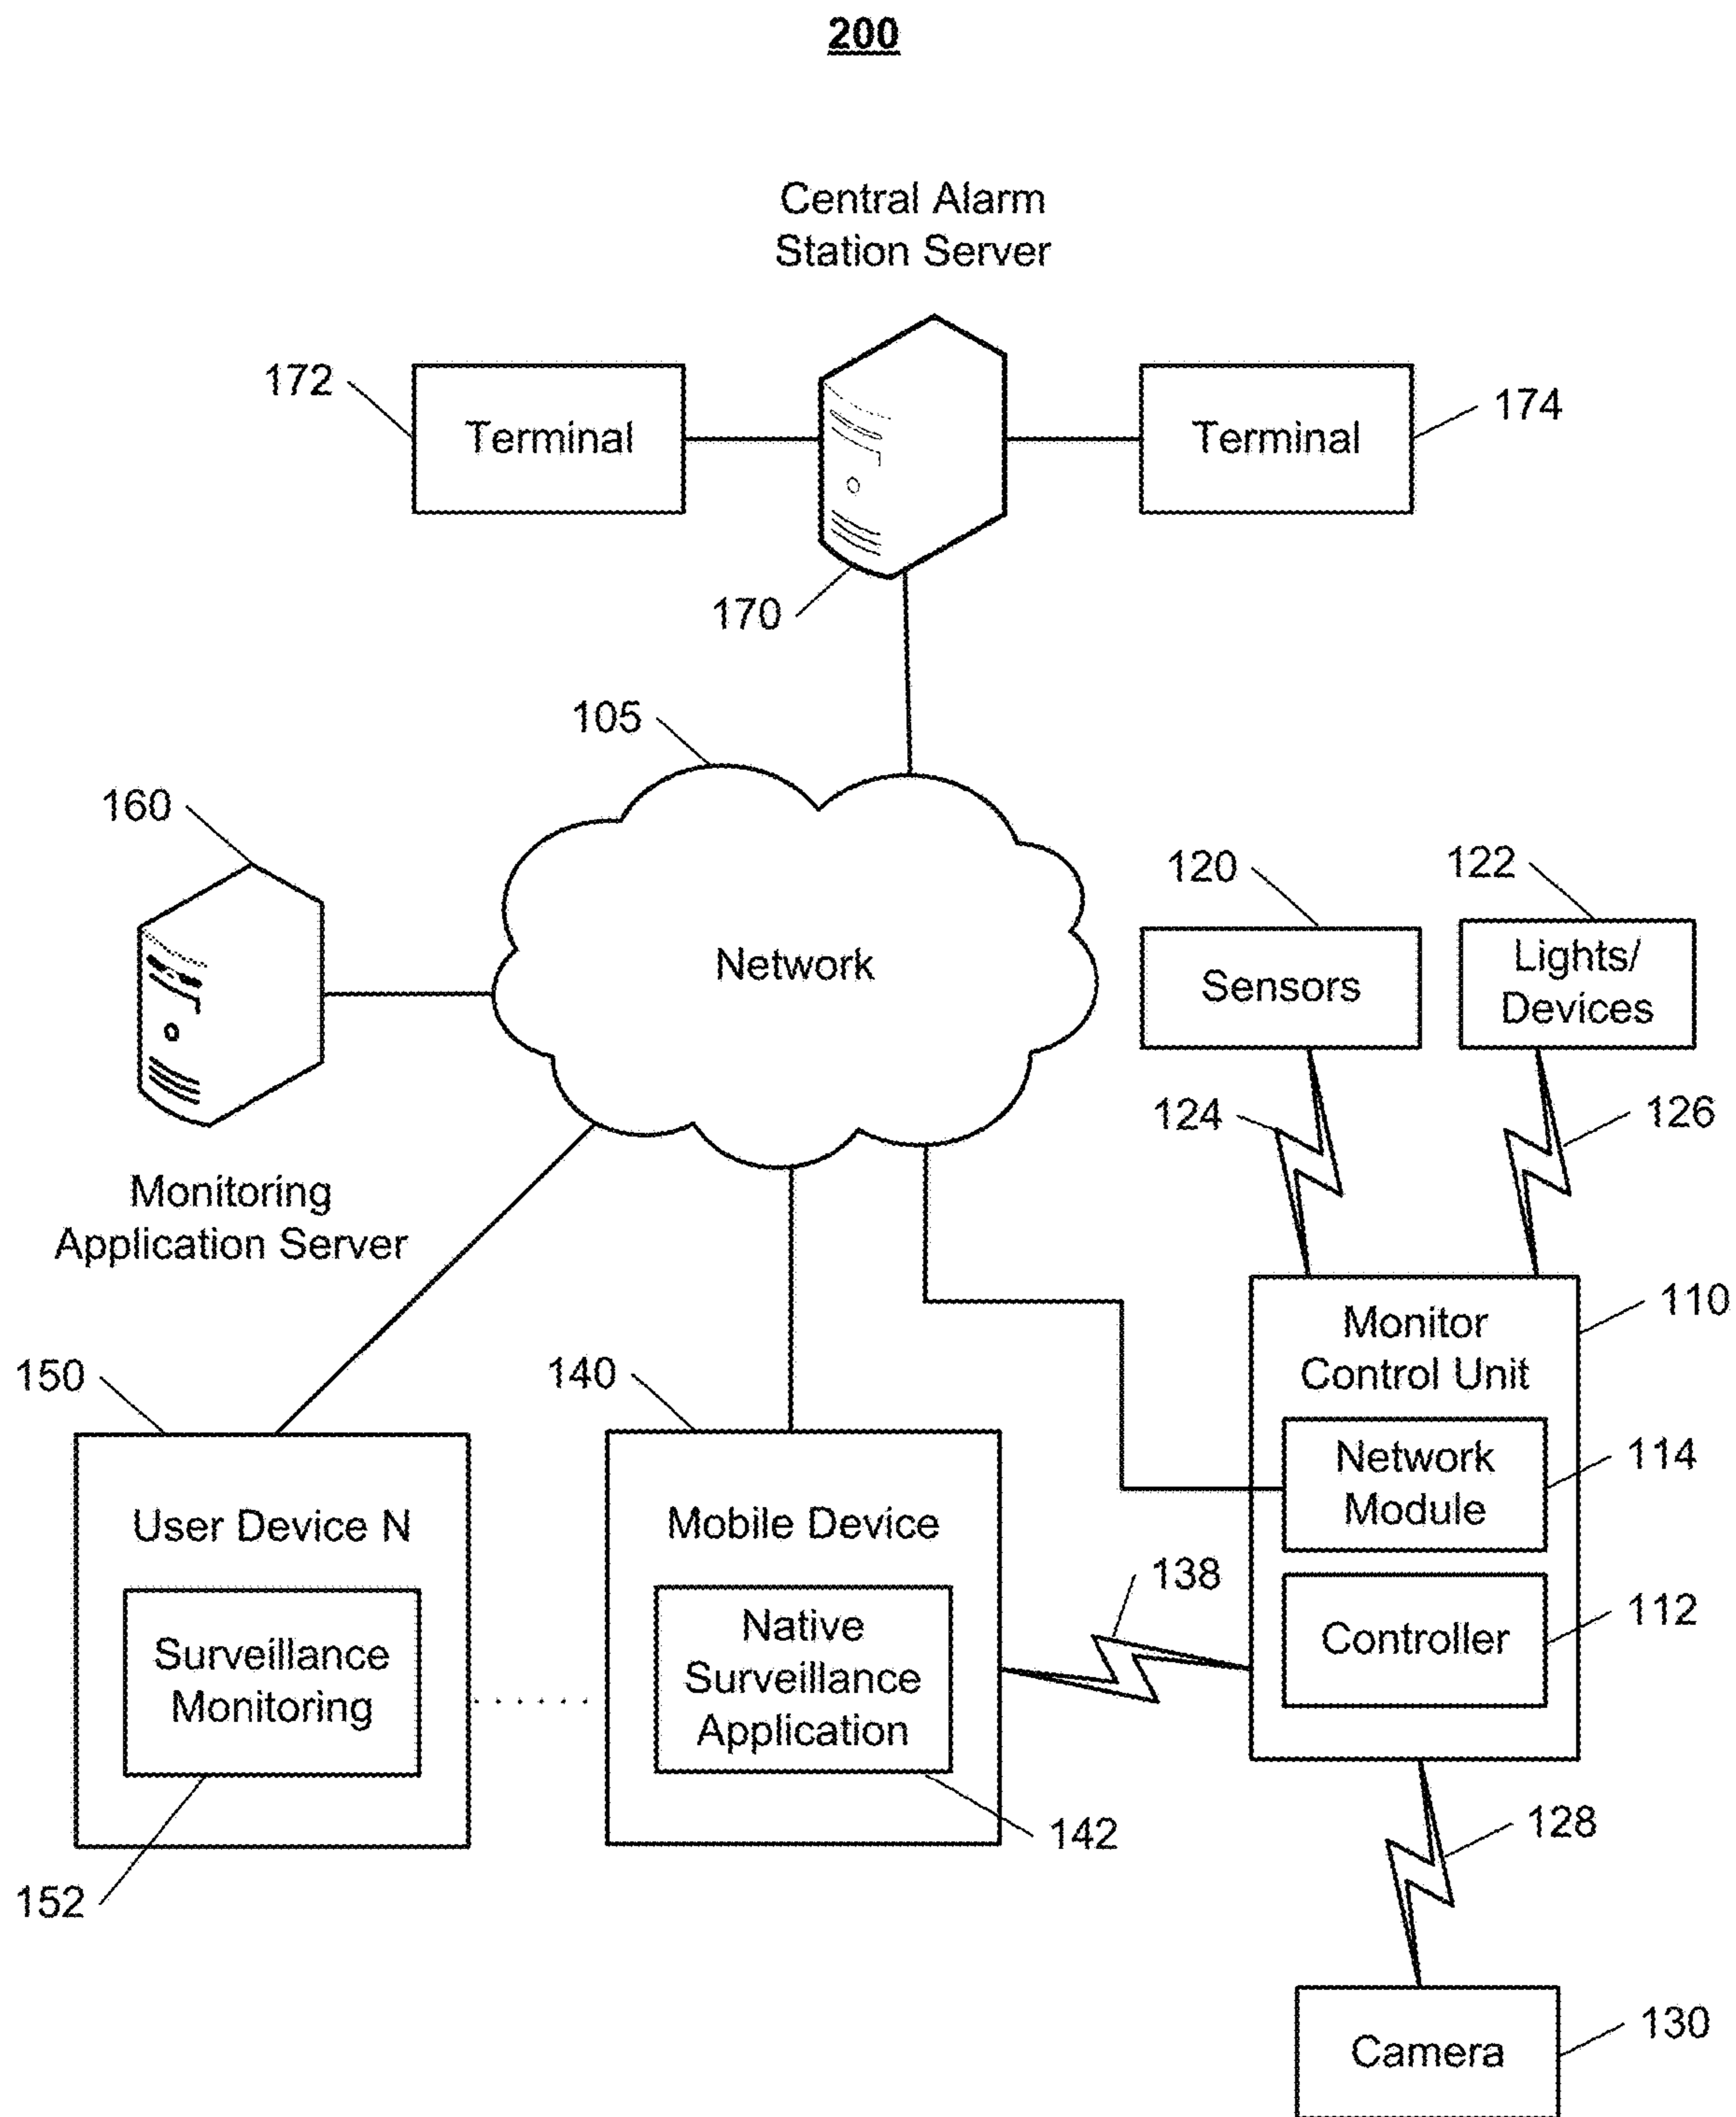 200
Central Alarm
Station Server
172
Terminal
Terminal
174
170
105
160
Network
120
122
Sensors
Lights/
Devices
124
126
Monitoring
Application Server
110
Monitor
Control Unit
150
140
Network
Module
114
User Device N
Mobile Device
138
112
Controller
Surveillance
Monitoring
Native
Surveillance
Application
142
128
152
130
Camera